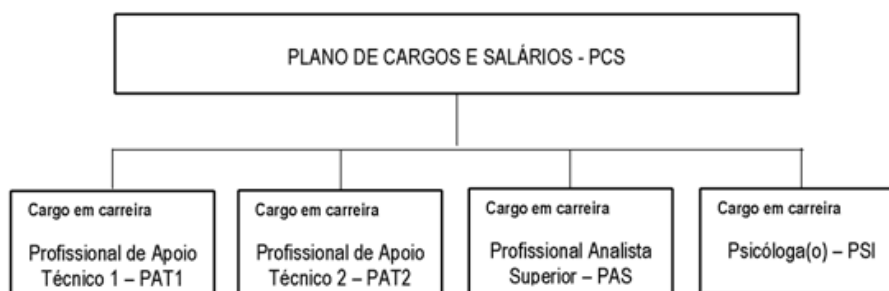 PLANO DE CARGOS E SALÁRIOS - PCS
Cargo em carreira
Profissional de Apoio
Técnico 1 – PAT1
Cargo em carreira
Profissional de Apoio
Técnico 2 – PAT2
Cargo em carreira
Profissional Analista
Superior – PAS
Cargo em carreira
Psicóloga(o) – PSI